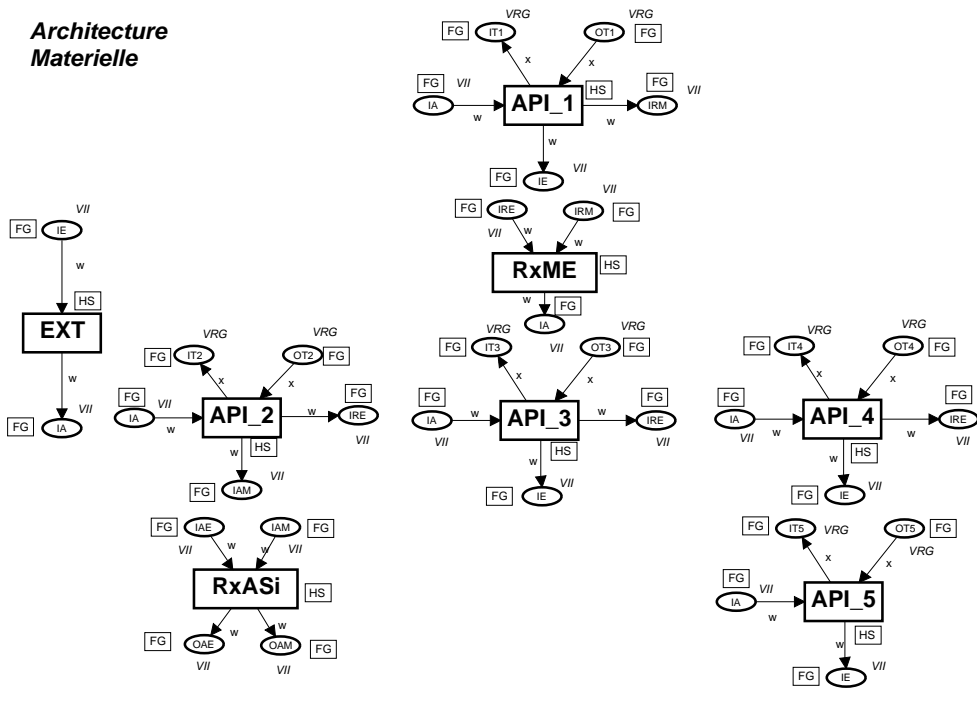 Architecture
Materielle
VRG VRG
FG IT1 OT1 FG
x x
FG VII FG VII
IA API_1 HS IRM
w w
w
VII
FG IE
VII
FG IRE IRM FG
VII w w
RxME HS
w FG
IA
VII
VII
FG IE
w
HS
EXT
w
VII
FG IA
VRG VRG
FG IT2 OT2 FG
x x
FG VII FG
IA API_2 w IRE
w VII
w HS
VII
FG IAM
FG IAE IAM FG
VII w w VII
RxASi HS
w w
FG OAE OAM FG
VII VII
VRG VRG
FG IT3 OT3 FG
x x
FG FG
IA w API_3 w IRE
VII VII
w HS
VII
FG IE
VRG VRG
FG IT4 OT4 FG
x x
FG FG
IA w API_4 w IRE
VII VII
w HS
VII
FG IE
FG IT5 VRG OT5 FG
VRG
x x
FG VII
IA API_5
w
w HS
VII
FG IE